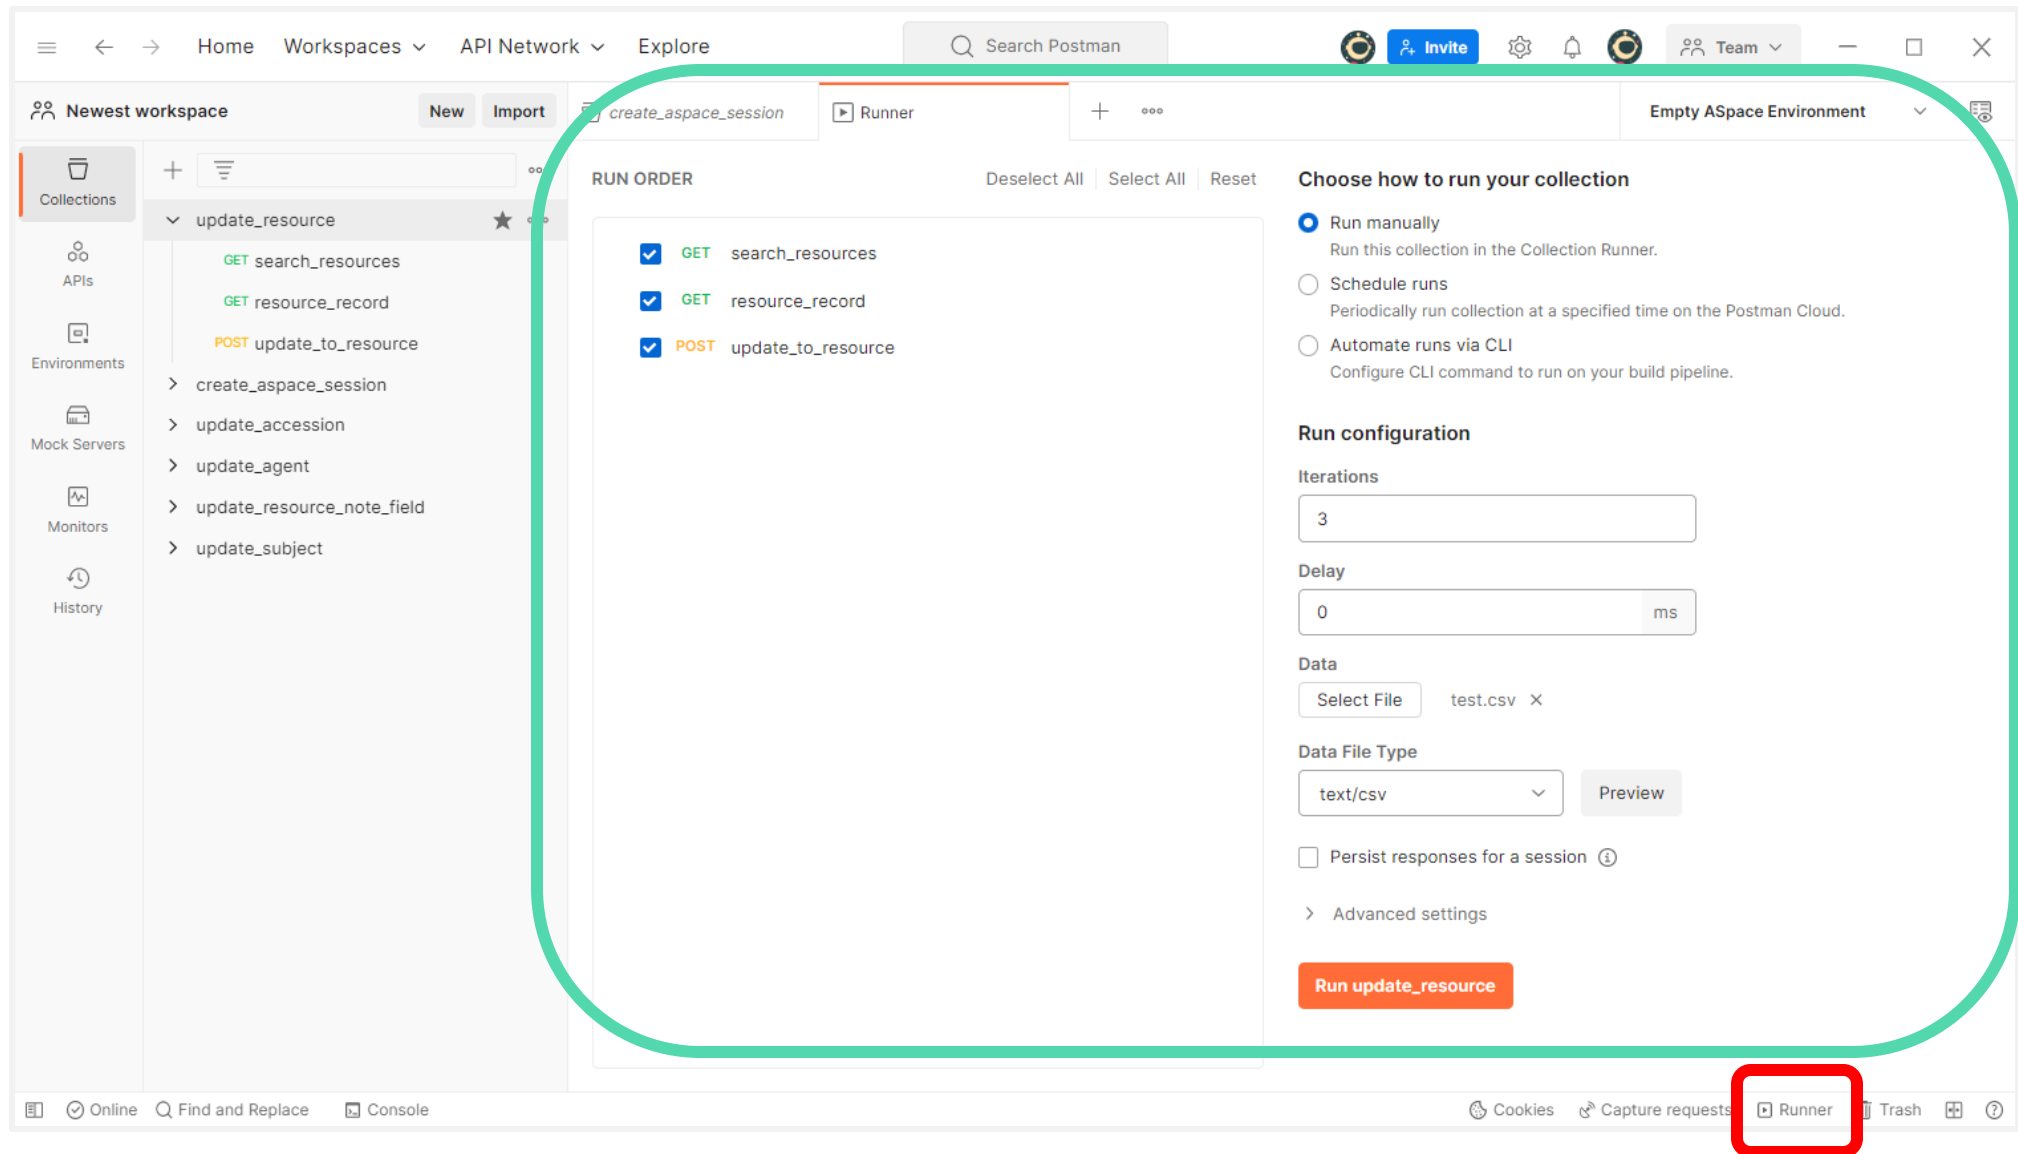 Home Workspaces API Network Explore Search Postman Invite Team
Newest workspace New Import create_aspace_session Runner Empty ASpace Environment
Collections
APIs
Environments
Mock Servers
Monitors
History
update_resource
GET search_resources
GET resource_record
POST update_to_resource
create_aspace_session
update_accession
update_agent
update_resource_note_field
update_subject
RUN ORDER Deselect All Select All Reset
GET search_resources
GET resource_record
POST update_to_resource
Choose how to run your collection
Run manually
Run this collection in the Collection Runner.
Schedule runs
Periodically run collection at a specified time on the Postman Cloud.
Automate runs via CLI
Configure CLI command to run on your build pipeline.
Run configuration
Iterations
3
Delay
0 ms
Data
Select File test.csv
Data File Type
text/csv Preview
Persist responses for a session
Advanced settings
Run update_resource
Online Find and Replace Console Cookies Capture requests Runner Trash